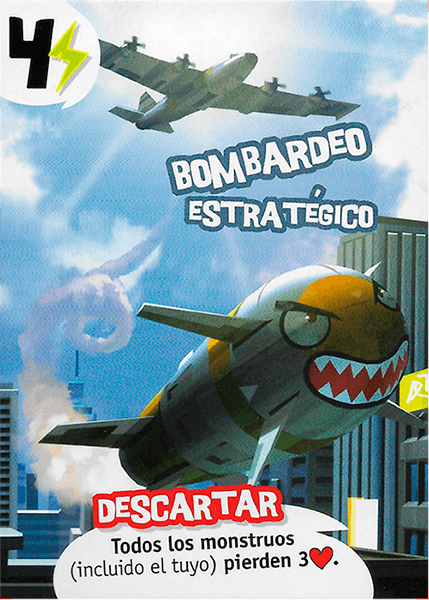 4
BOMBARDEO
ESTRATÉGICO
DESCARTAR
Todos los monstruos
(incluido el tuyo) pierden 3❤.